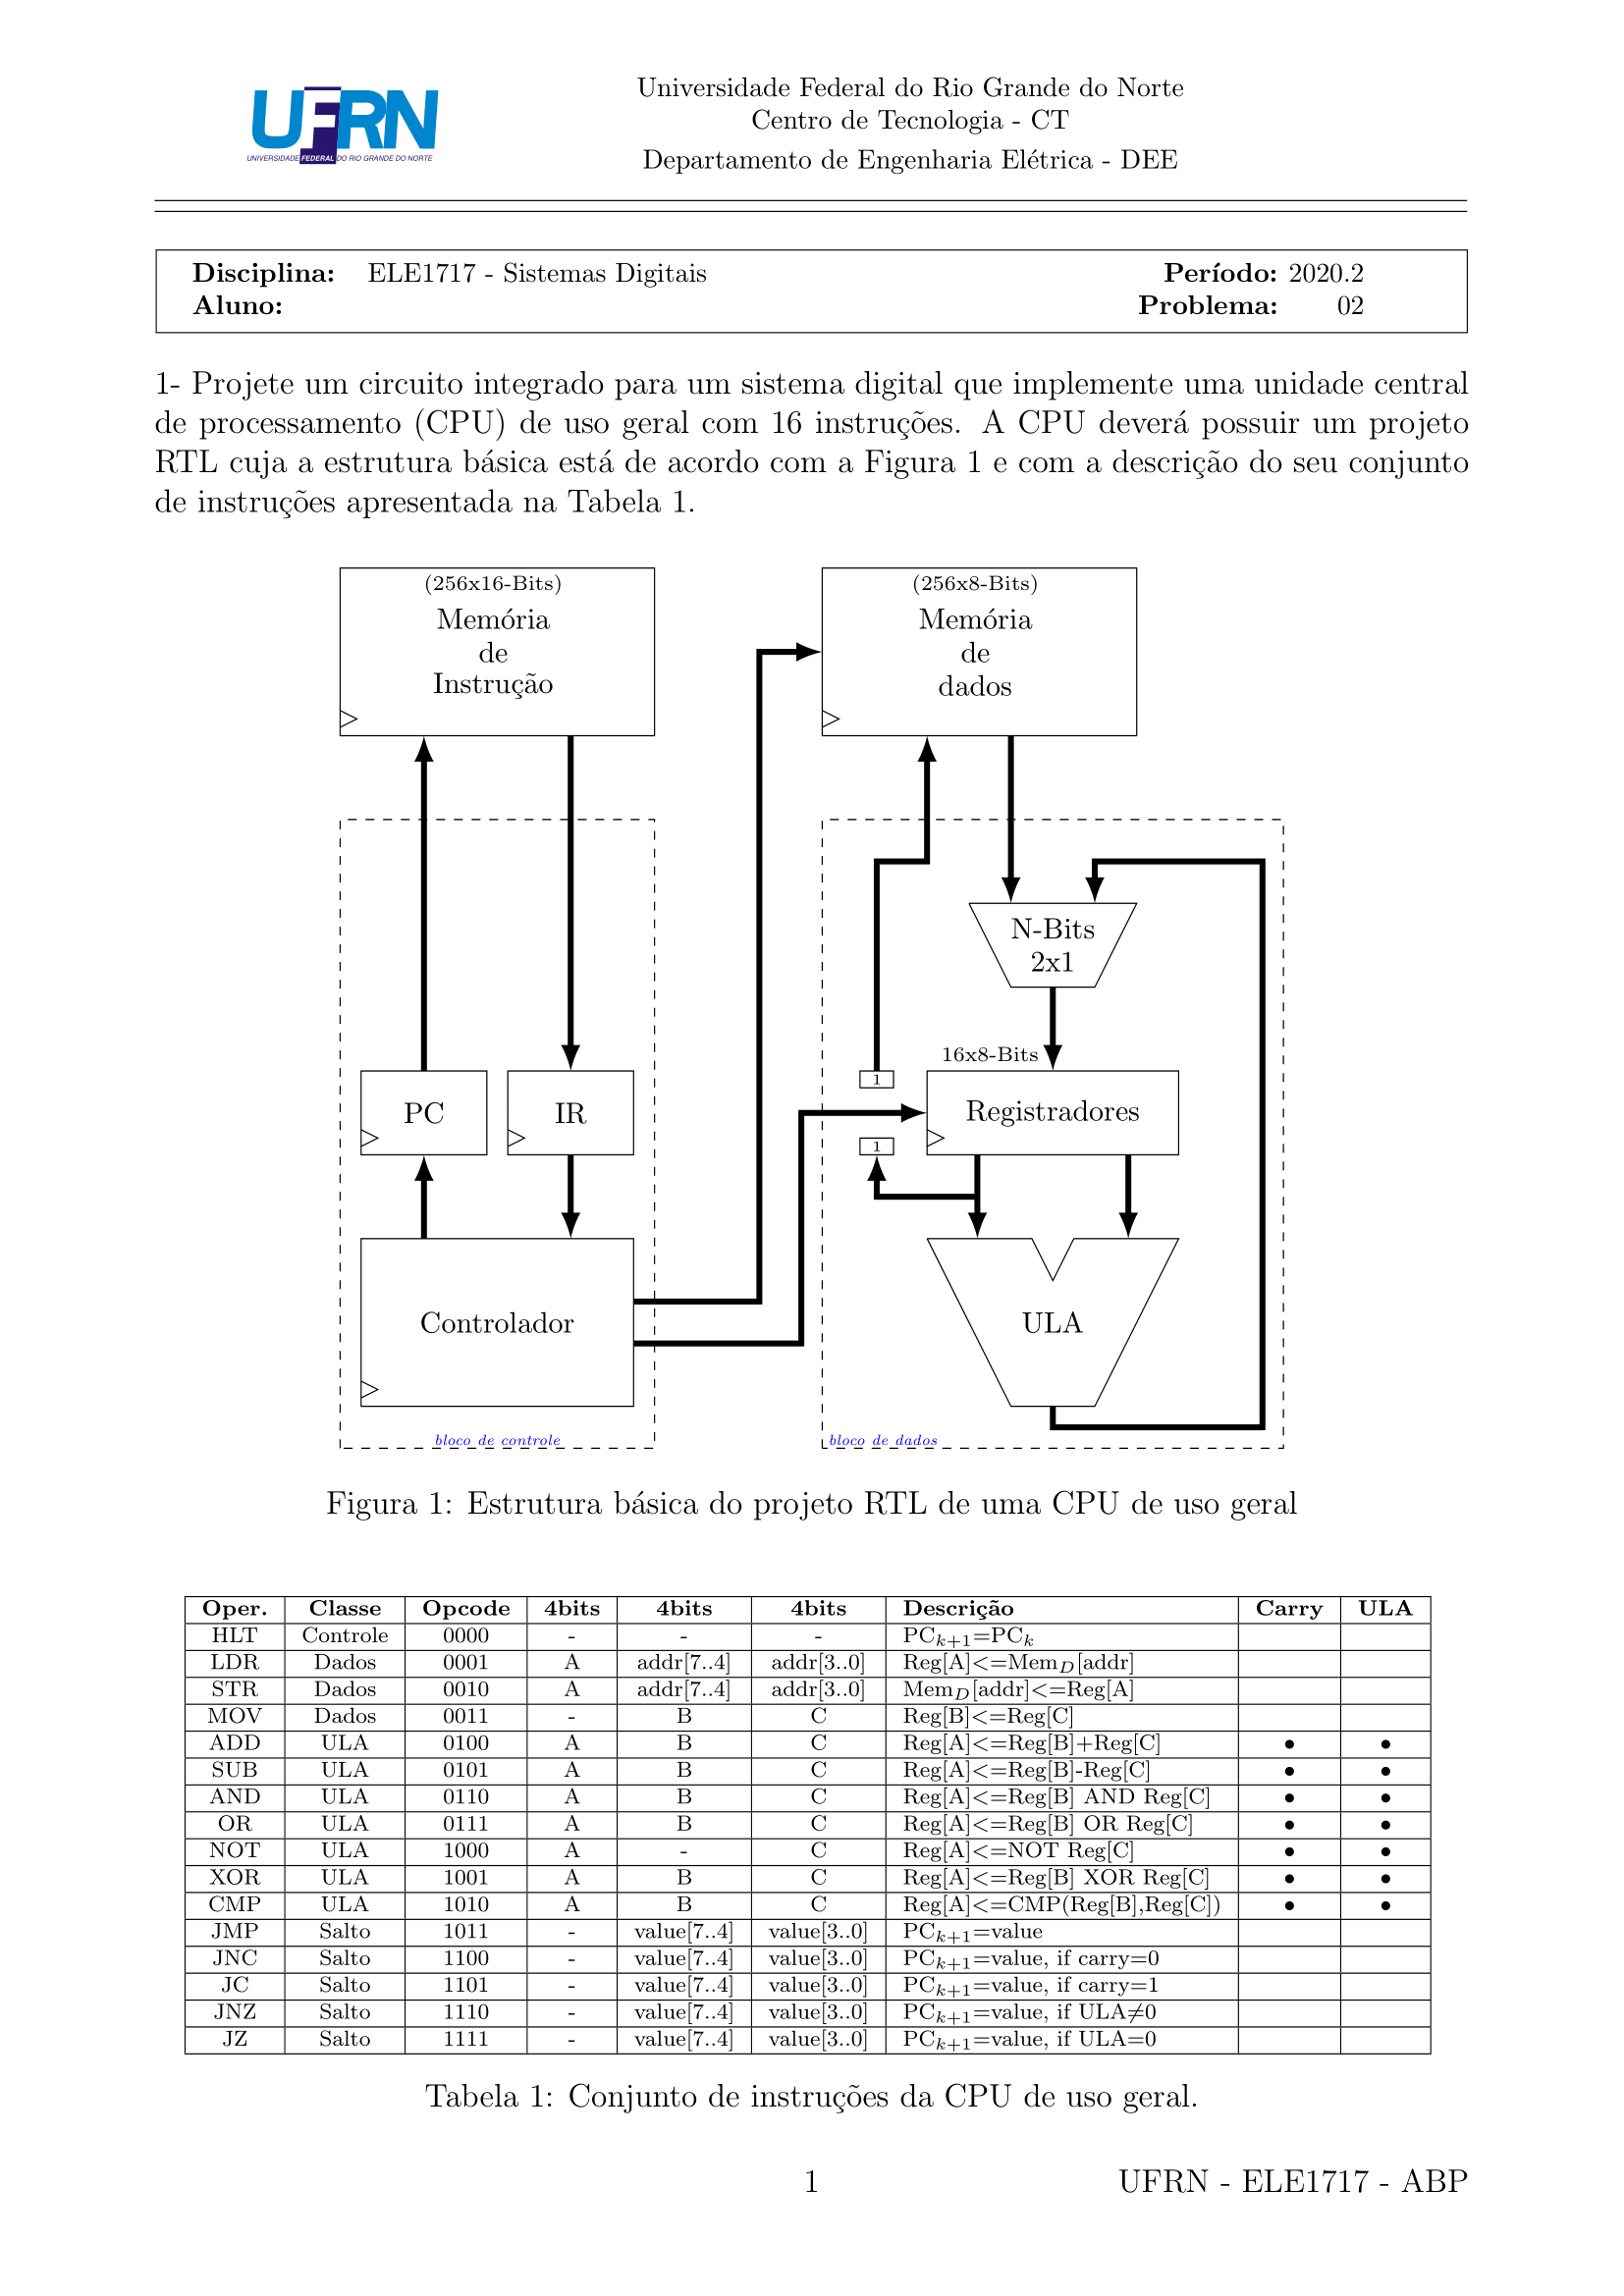 UFRN
UNIVERSIDADE FEDERAL DO RIO GRANDE DO NORTE
Universidade Federal do Rio Grande do Norte
Centro de Tecnologia - CT
Departamento de Engenharia Elétrica - DEE
Disciplina: ELE1717 - Sistemas Digitais Período: 2020.2
Aluno: Problema: 02
1- Projete um circuito integrado para um sistema digital que implemente uma unidade central
de processamento (CPU) de uso geral com 16 instruções. A CPU deverá possuir um projeto
RTL cuja a estrutura básica está de acordo com a Figura 1 e com a descrição do seu conjunto
de instruções apresentada na Tabela 1.
(256x16-Bits)
Memória
de
Instrução
(256x8-Bits)
Memória
de
dados
N-Bits
2x1
16x8-Bits
1
PC
IR
Registradores
1
Controlador
ULA
bloco de controle
bloco de dados
Figura 1: Estrutura básica do projeto RTL de uma CPU de uso geral
Oper. Classe Opcode 4bits 4bits 4bits Descrição Carry ULA
HLT Controle 0000 - - - PCk+1=PCk
LDR Dados 0001 A addr[7..4] addr[3..0] Reg[A]<=MemD[addr]
STR Dados 0010 A addr[7..4] addr[3..0] MemD[addr]<=Reg[A]
MOV Dados 0011 - B C Reg[B]<=Reg[C]
ADD ULA 0100 A B C Reg[A]<=Reg[B]+Reg[C] • •
SUB ULA 0101 A B C Reg[A]<=Reg[B]-Reg[C] • •
AND ULA 0110 A B C Reg[A]<=Reg[B] AND Reg[C] • •
OR ULA 0111 A B C Reg[A]<=Reg[B] OR Reg[C] • •
NOT ULA 1000 A - C Reg[A]<=NOT Reg[C] • •
XOR ULA 1001 A B C Reg[A]<=Reg[B] XOR Reg[C] • •
CMP ULA 1010 A B C Reg[A]<=CMP(Reg[B],Reg[C]) • •
JMP Salto 1011 - value[7..4] value[3..0] PCk+1=value
JNC Salto 1100 - value[7..4] value[3..0] PCk+1=value, if carry=0
JC Salto 1101 - value[7..4] value[3..0] PCk+1=value, if carry=1
JNZ Salto 1110 - value[7..4] value[3..0] PCk+1=value, if ULA≠0
JZ Salto 1111 - value[7..4] value[3..0] PCk+1=value, if ULA=0
Tabela 1: Conjunto de instruções da CPU de uso geral.
1 UFRN - ELE1717 - ABP